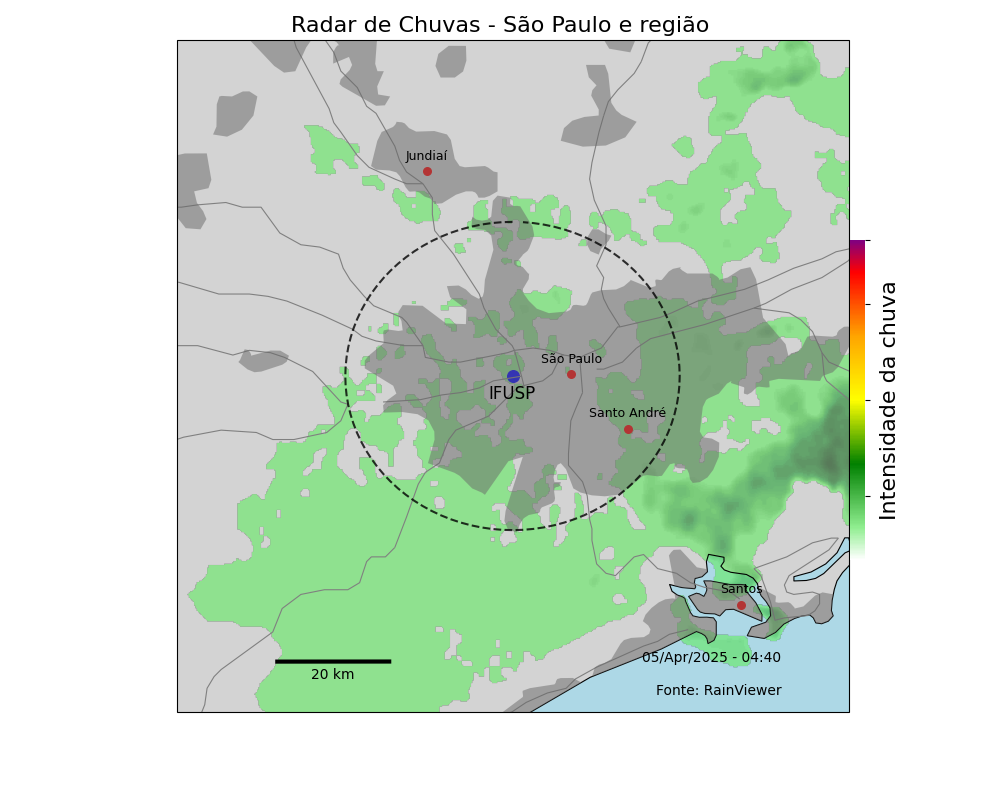 Radar de Chuvas - São Paulo e região
Jundiaí
São Paulo
IFUSP
Santo André
Intensidade da chuva
Santos
05/Apr/2025 - 04:40
20 km
Fonte: RainViewer